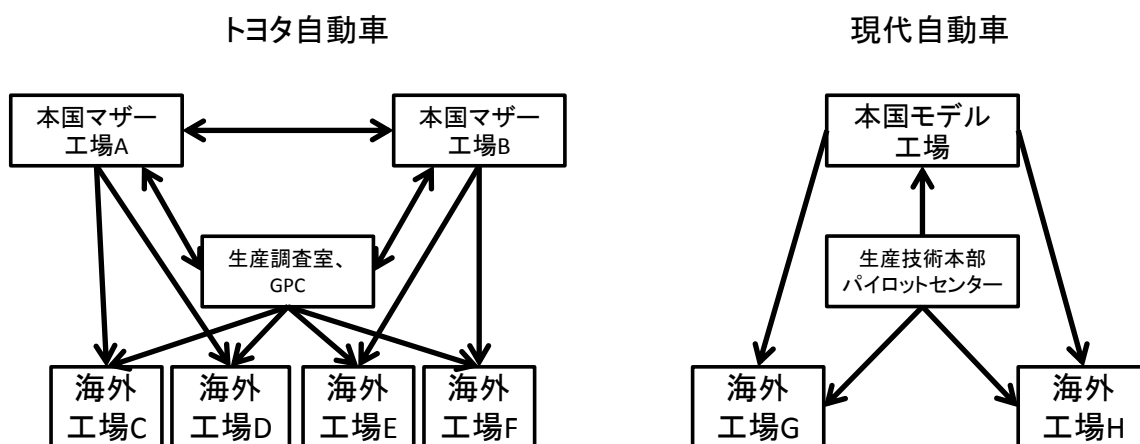 トヨタ自動車
現代自動車
本国マザー
工場A
本国マザー
工場B
生産調査室、
GPC
海外
工場C
海外
工場D
海外
工場E
海外
工場F
本国モデル
工場
生産技術本部
パイロットセンター
海外
工場G
海外
工場H